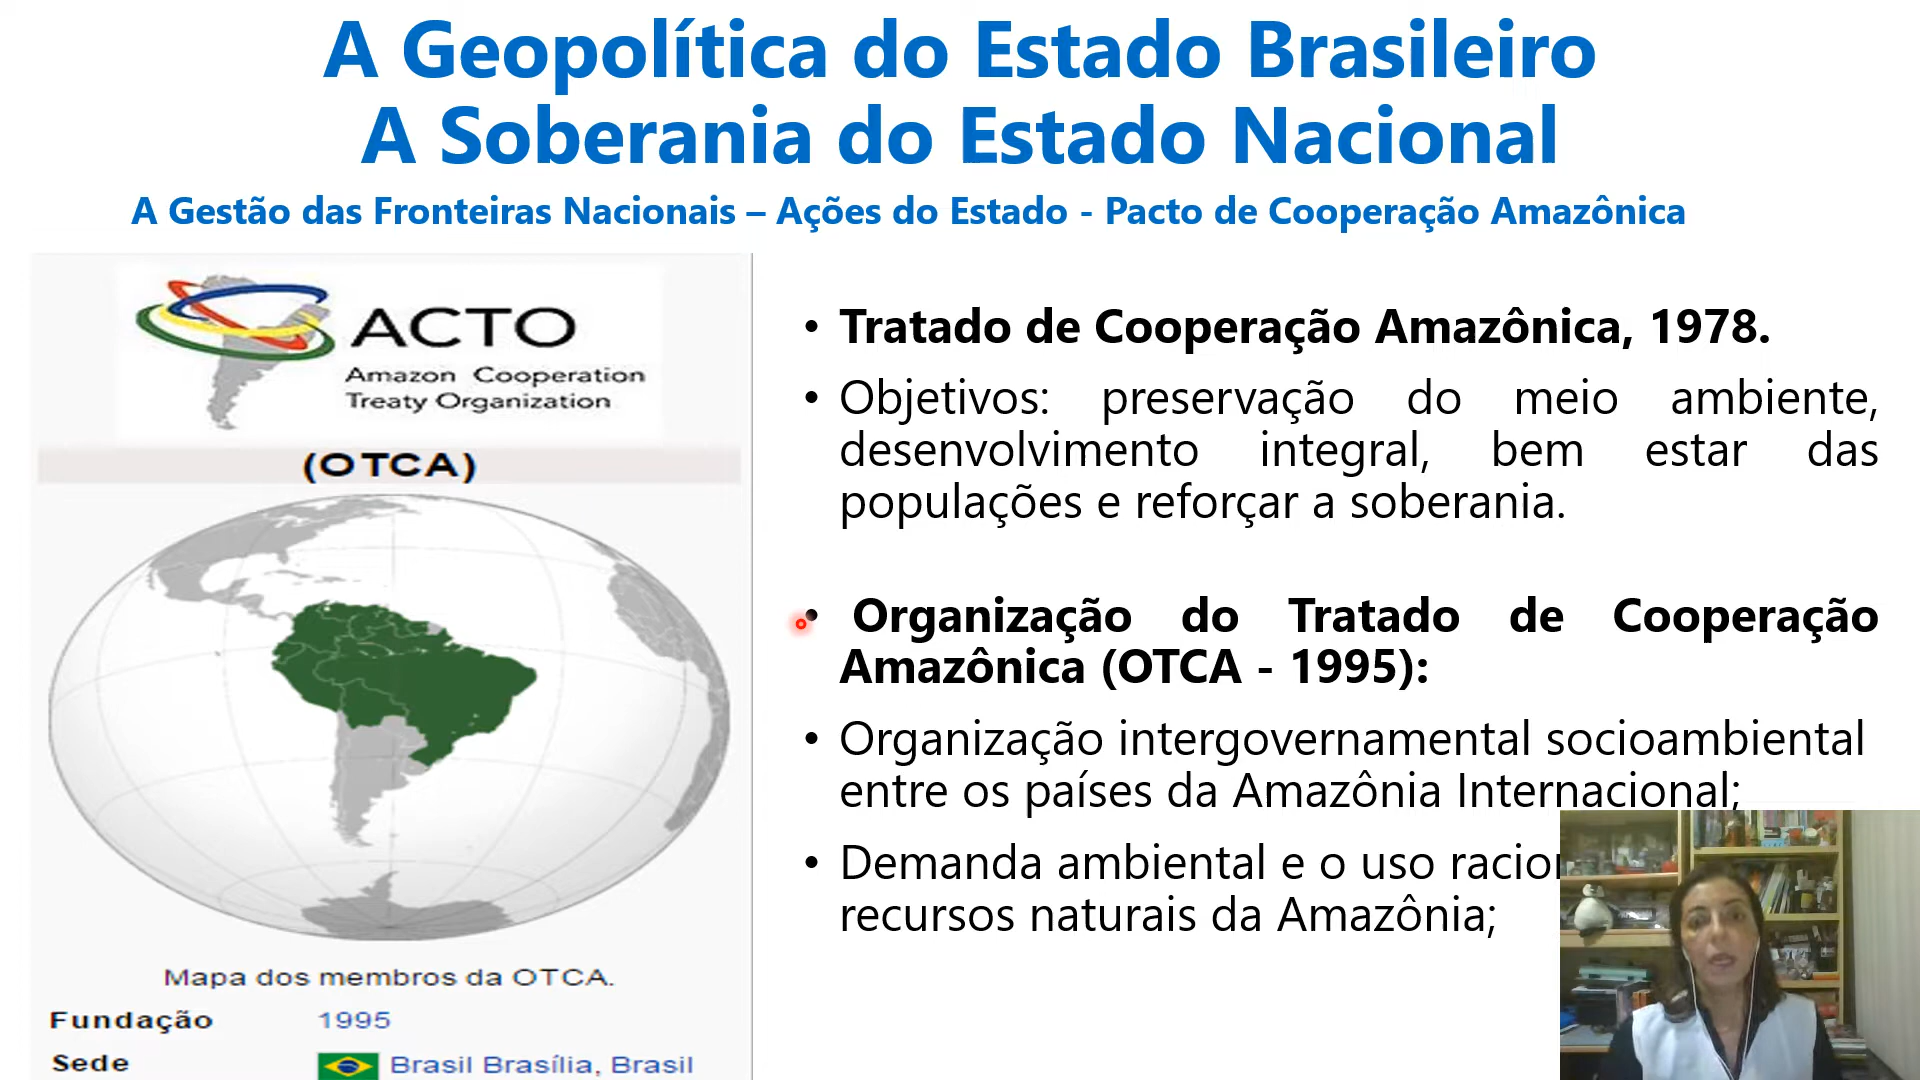 A Geopolítica do Estado Brasileiro
A Soberania do Estado Nacional
A Gestão das Fronteiras Nacionais – Ações do Estado - Pacto de Cooperação Amazônica
ACTO
Amazon Cooperation
Treaty Organization
(OTCA)
Mapa dos membros da OTCA.
Fundação 1995
Sede Brasil Brasília, Brasil
• Tratado de Cooperação Amazônica, 1978.
• Objetivos: preservação do meio ambiente,
desenvolvimento integral, bem estar das
populações e reforçar a soberania.
• Organização do Tratado de Cooperação
Amazônica (OTCA - 1995):
• Organização intergovernamental socioambiental
entre os países da Amazônia Internacional;
• Demanda ambiental e o uso
recursos naturais da Amazônia;